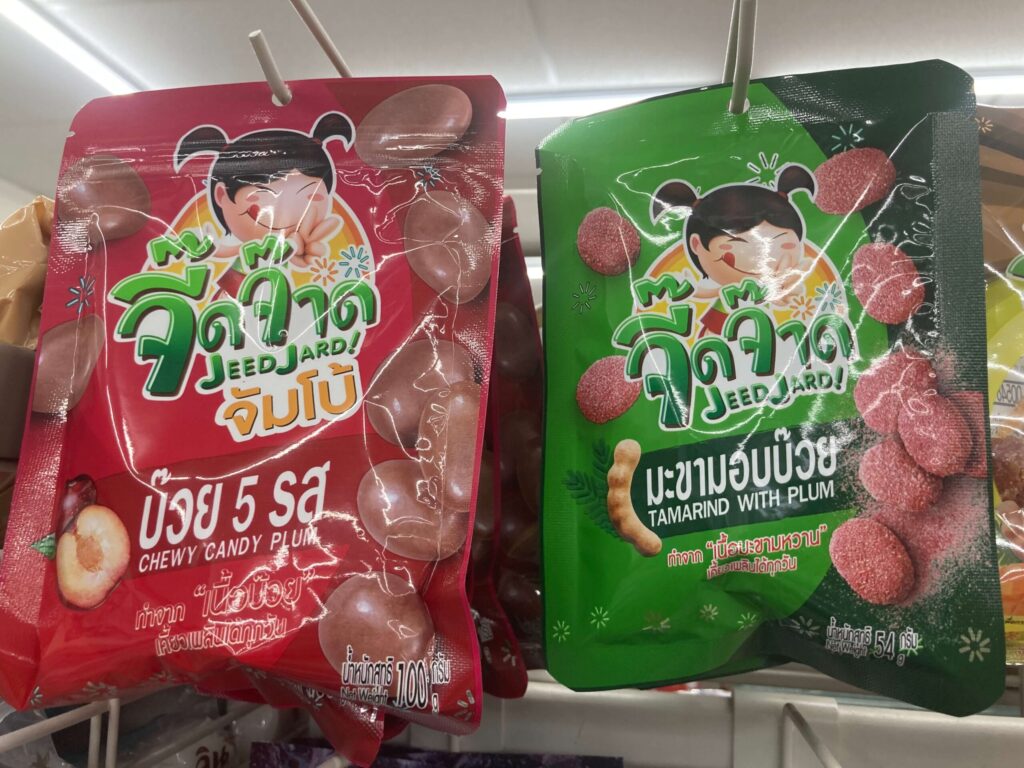 จี๊ดจ๊าด
JEEDJARD!
จัมโบ้
บ๊วย 5 รส
CHEWY CANDY PLUM
ทำจาก "เนื้อบ๊วย"
เคี้ยวเพลินได้ทุกวัน
น้ำหนักสุทธิ 100 กรัม
Net Weight g
จี๊ดจ๊าด
JEEDJARD!
มะขามอบบ๊วย
TAMARIND WITH PLUM
ทำจาก "เนื้อมะขามหวาน"
เคี้ยวเพลินได้ทุกวัน
น้ำหนักสุทธิ 54 กรัม
Net Weight g